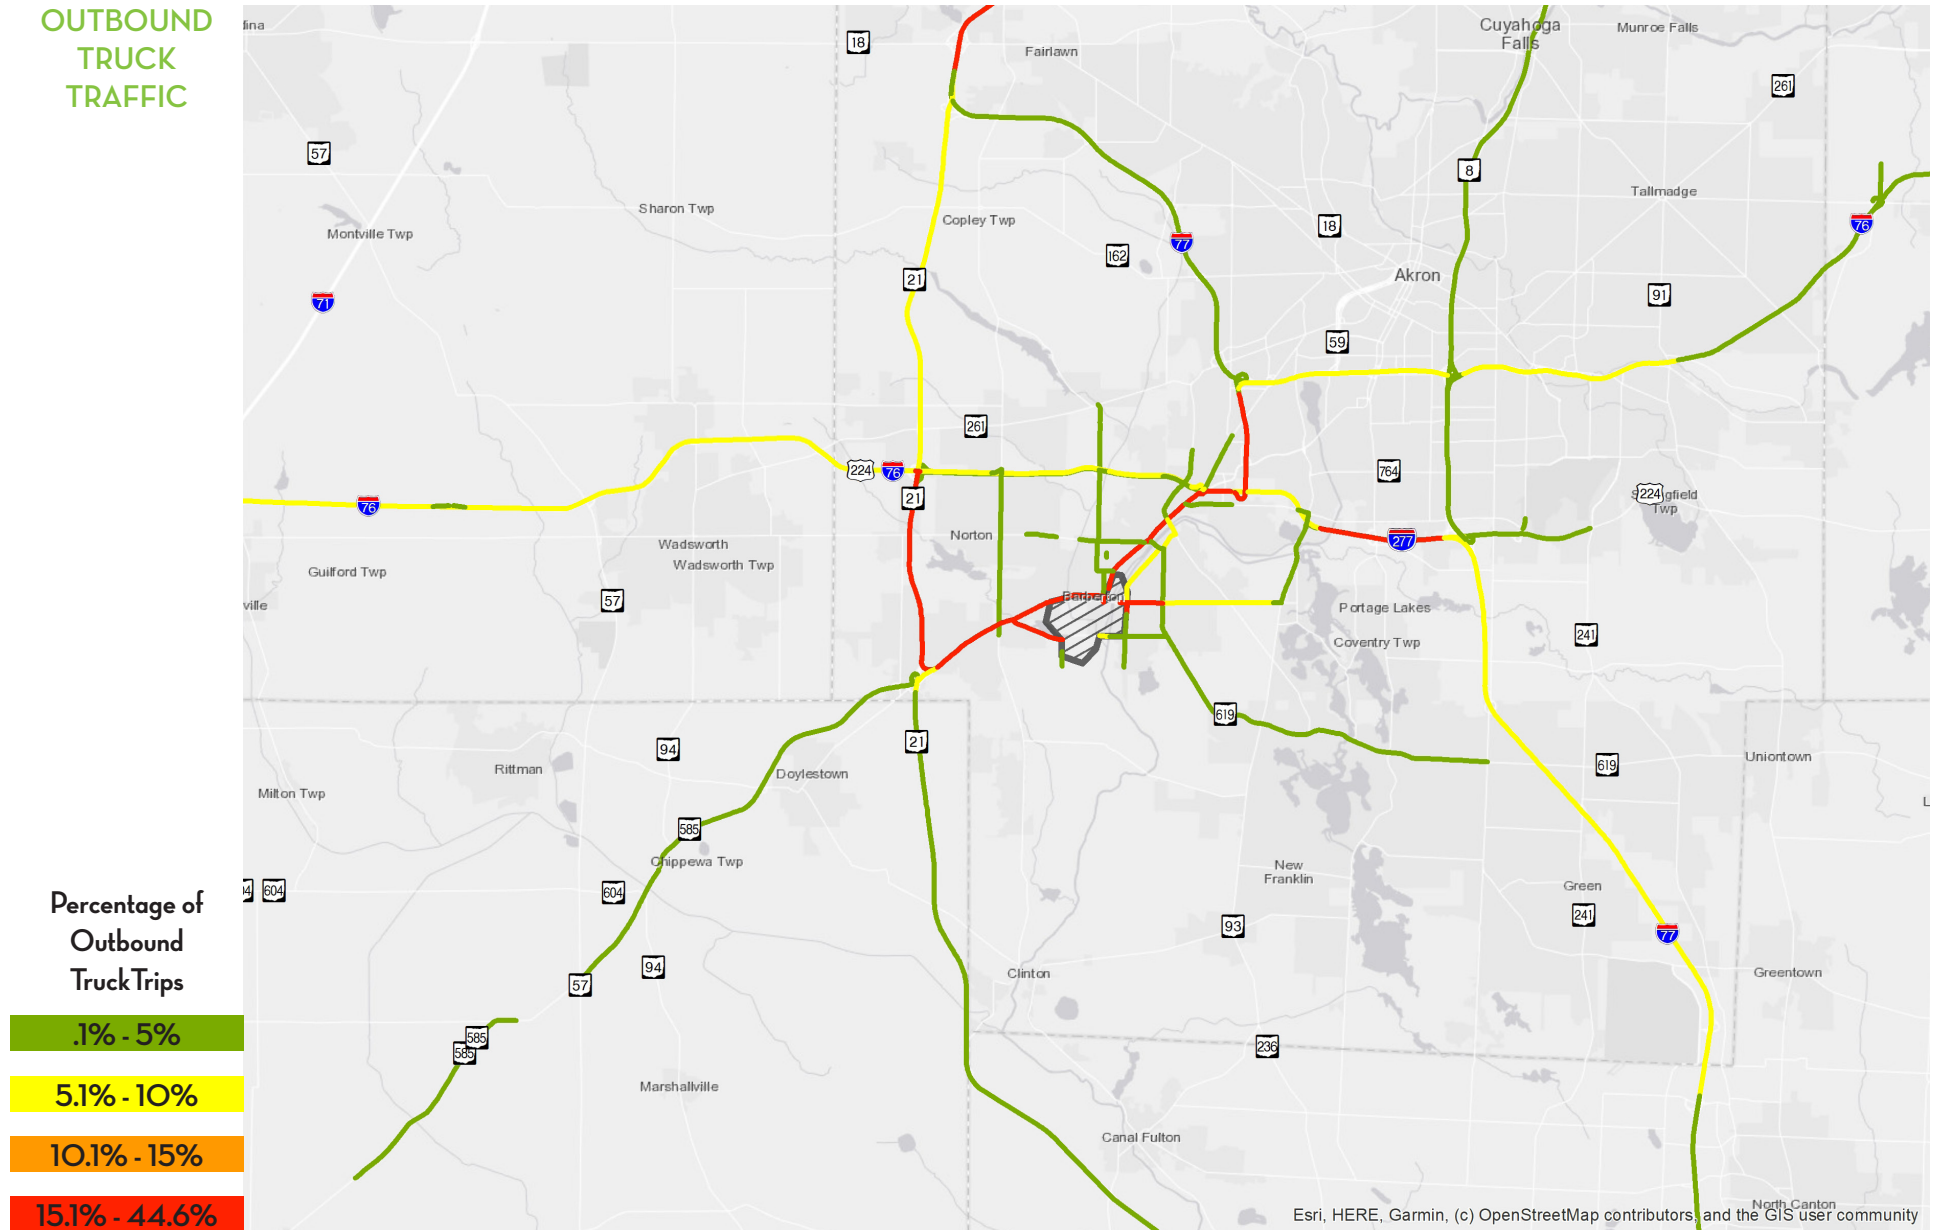 OUTBOUND
TRUCK
TRAFFIC
dina
18
Fairlawn
Cuyahoga
Falls
Munroe Falls
261
57
8
Tallmadge
Sharon Twp
Copley Twp
18
76
Montville Twp
162
77
Akron
21
71
91
59
261
224
76
764
21
224
76
Springfield
Twp
Norton
277
Wadsworth
Wadsworth Twp
Guilford Twp
57
ville
Barberton
Portage Lakes
241
Coventry Twp
619
94
21
Rittman
Doylestown
619
Uniontown
Milton Twp
L
585
Chippewa Twp
New
Franklin
Green
604
604
241
93
77
94
57
Clinton
Greentown
585
585
236
Marshallville
Canal Fulton
North Canton
Esri, HERE, Garmin, (c) OpenStreetMap contributors, and the GIS user community
Percentage of
Outbound
Truck Trips
.1% - 5%
5.1% - 10%
10.1% - 15%
15.1% - 44.6%